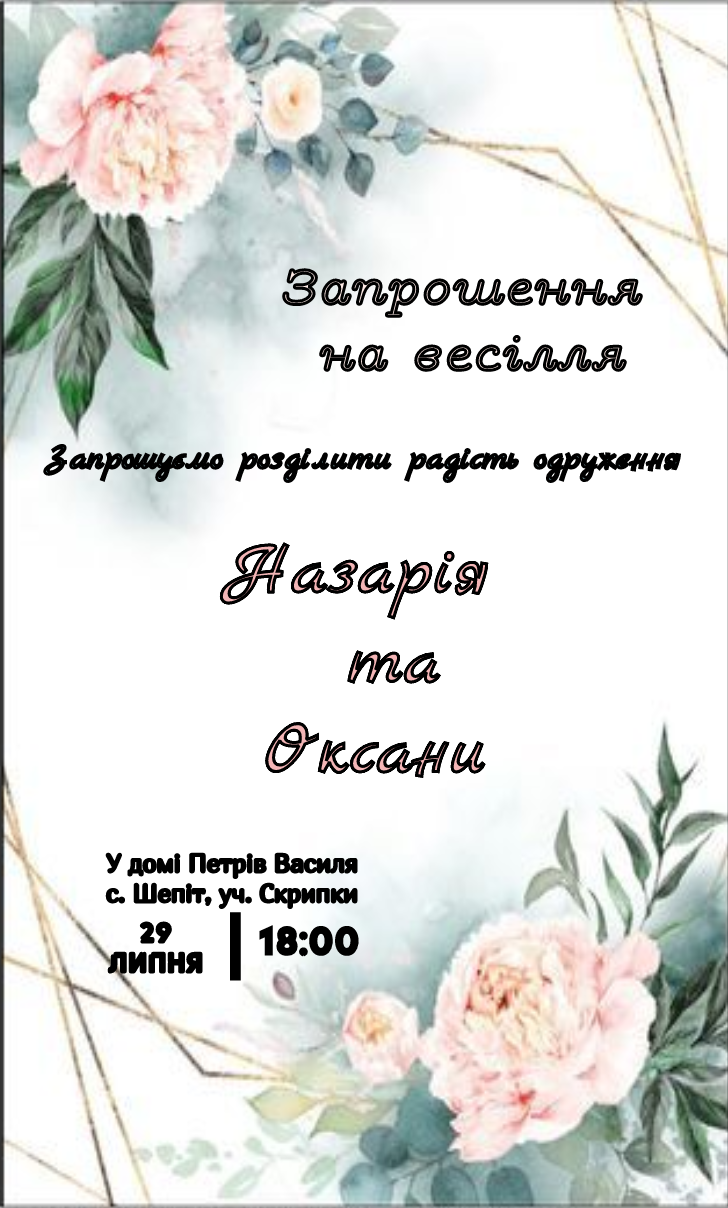 Запрошення
на весілля
Запрошуємо розділити радість одруження
Назарія
та
Оксани
У домі Петрів Василя
с. Шепіт, уч. Скрипки
29
ЛИПНЯ
18:00